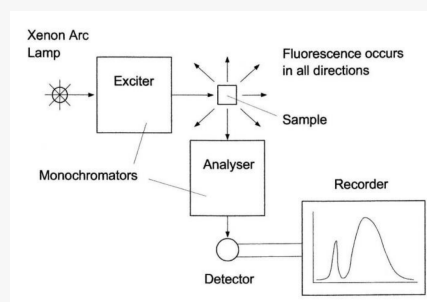 Xenon Arc
Lamp
Exciter
Fluorescence occurs
in all directions
Sample
Monochromators
Analyser
Recorder
Detector